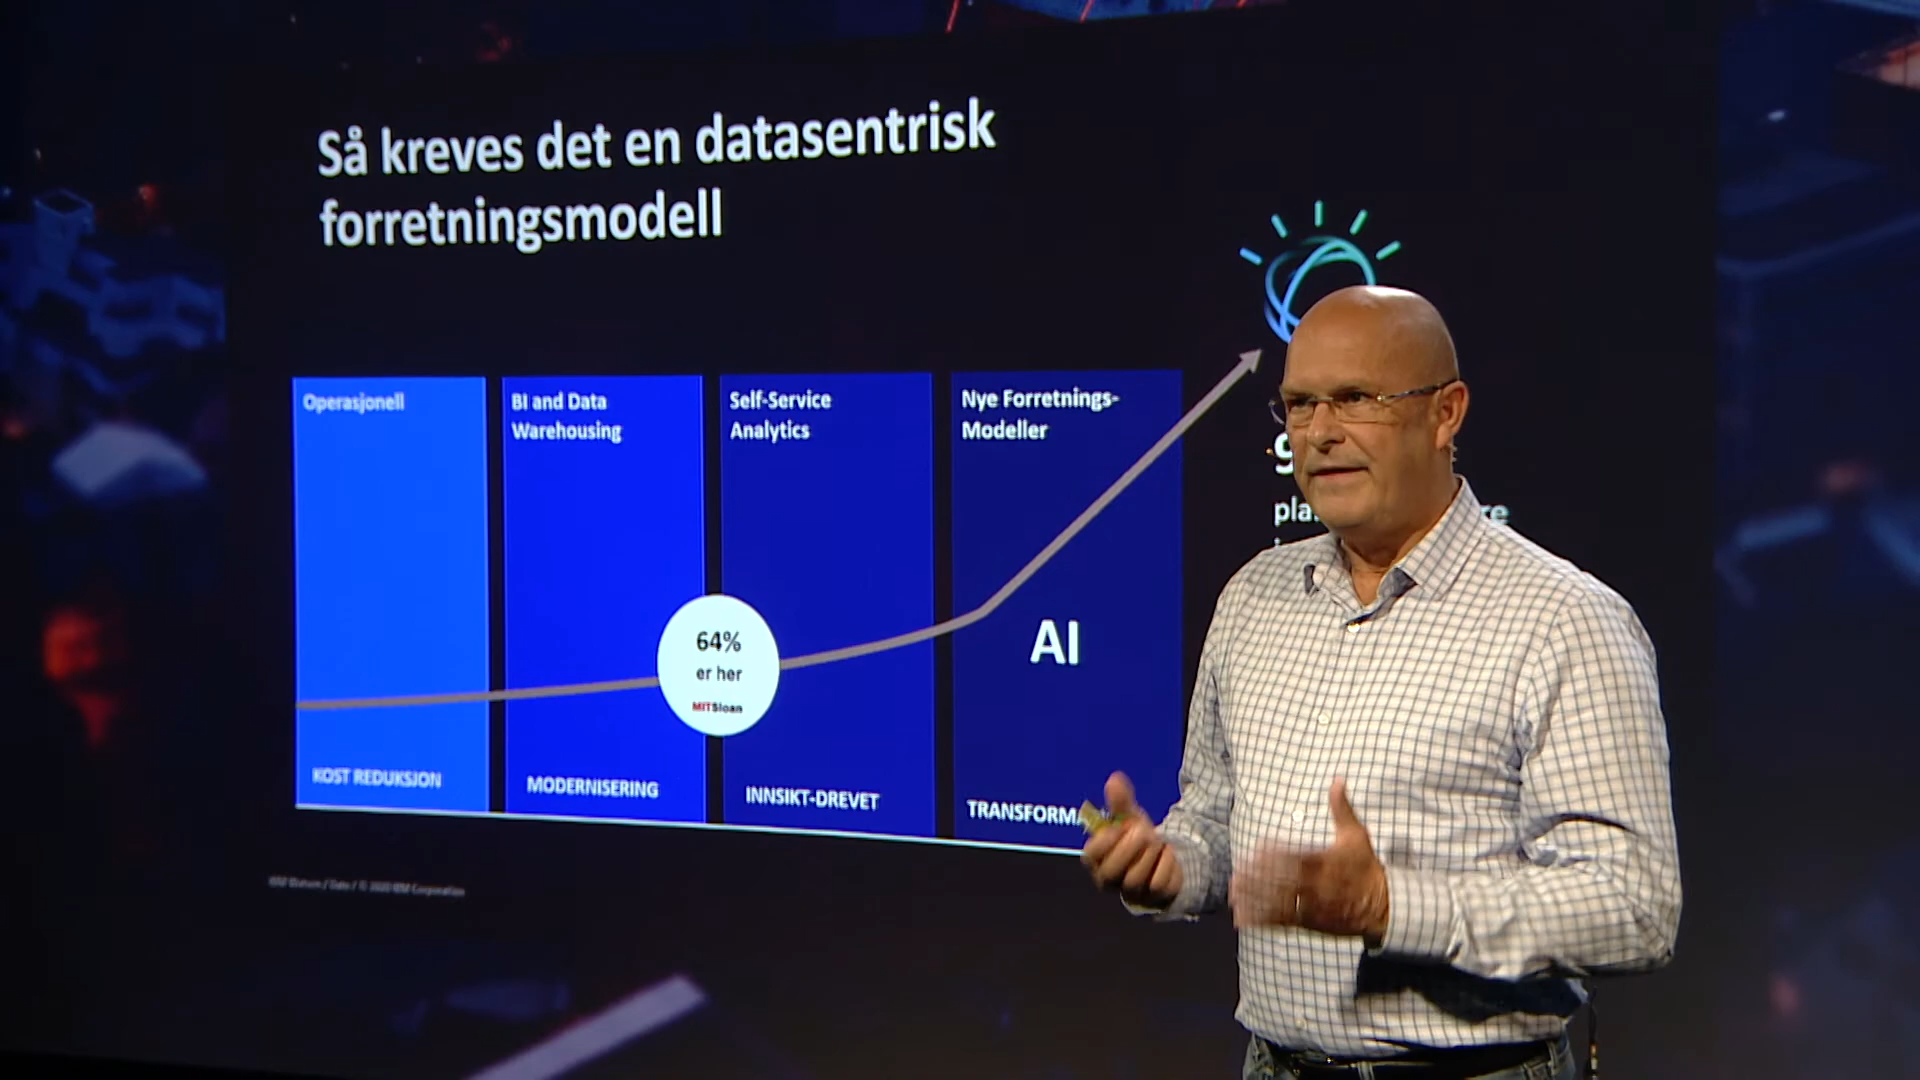 Så kreves det en datasentrisk
forretningsmodell
Operasjonell
BI and Data
Warehousing
Self-Service
Analytics
Nye Forretnings-
Modeller
64%
er her
MITSloan
AI
KOST REDUKSJON
MODERNISERING
INNSIKT-DREVET